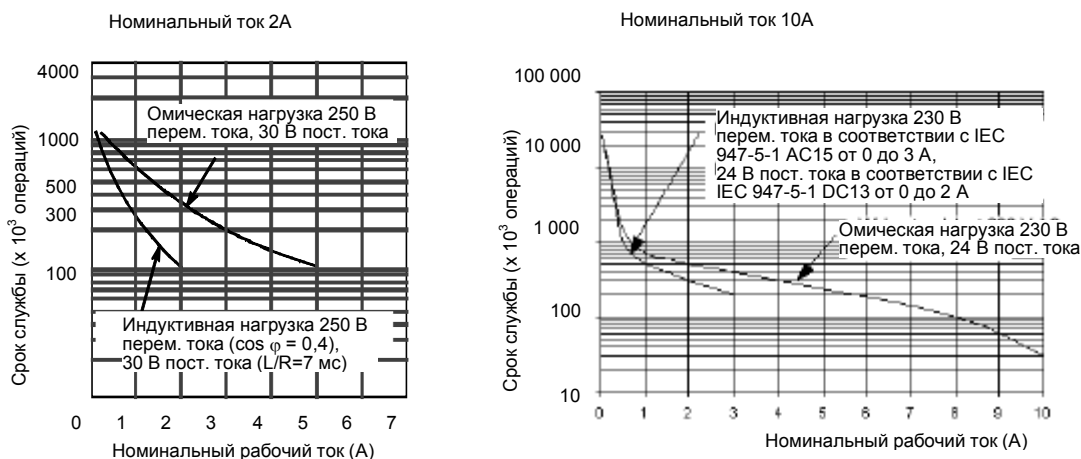 Номинальный ток 2А
Срок службы (х 10³ операций)
4000
1000
500
300
100
Омическая нагрузка 250 В
перем. тока, 30 В пост. тока
Индуктивная нагрузка 250 В
перем. тока (cos φ = 0,4),
30 В пост. тока (L/R=7 мс)
0 1 2 3 4 5 6 7
Номинальный рабочий ток (А)
Номинальный ток 10А
Срок службы (х 10³ операций)
100 000
10 000
1 000
100
10
Индуктивная нагрузка 230 В
перем. тока в соответствии с IEC
947-5-1 AC15 от 0 до 3 А,
24 В пост. тока в соответствии с IEC
IEC 947-5-1 DC13 от 0 до 2 А
Омическая нагрузка 230 В
перем. тока, 24 В пост. тока
0 1 2 3 4 5 6 7 8 9 10
Номинальный рабочий ток (А)